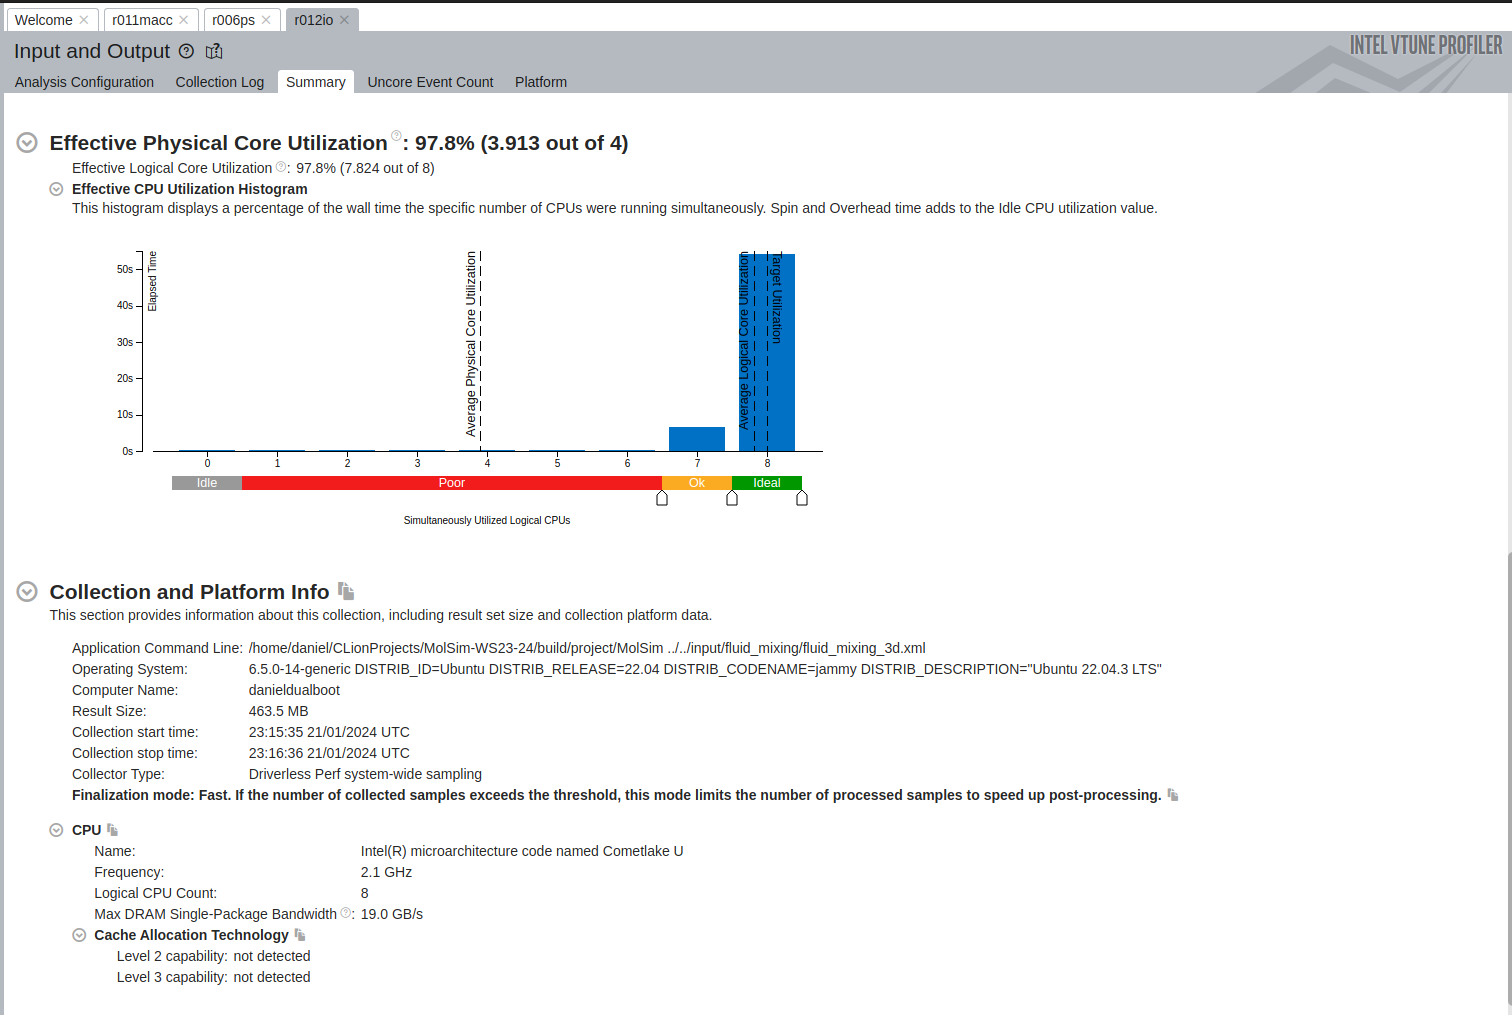 Welcome
r011macc
r006ps
r012io
Input and Output
INTEL VTUNE PROFILER
Analysis Configuration Collection Log Summary Uncore Event Count Platform
Effective Physical Core Utilization : 97.8% (3.913 out of 4)
Effective Logical Core Utilization : 97.8% (7.824 out of 8)
Effective CPU Utilization Histogram
This histogram displays a percentage of the wall time the specific number of CPUs were running simultaneously. Spin and Overhead time adds to the Idle CPU utilization value.
Elapsed Time
50s
40s
30s
20s
10s
0s
Average Physical Core Utilization
Average Logical Core Utilization
Target Utilization
0 1 2 3 4 5 6 7 8
Idle Poor Ok Ideal
Simultaneously Utilized Logical CPUs
Collection and Platform Info
This section provides information about this collection, including result set size and collection platform data.
Application Command Line: /home/daniel/CLionProjects/MolSim-WS23-24/build/project/MolSim ../../input/fluid_mixing/fluid_mixing_3d.xml
Operating System: 6.5.0-14-generic DISTRIB_ID=Ubuntu DISTRIB_RELEASE=22.04 DISTRIB_CODENAME=jammy DISTRIB_DESCRIPTION="Ubuntu 22.04.3 LTS"
Computer Name: danieldualboot
Result Size: 463.5 MB
Collection start time: 23:15:35 21/01/2024 UTC
Collection stop time: 23:16:36 21/01/2024 UTC
Collector Type: Driverless Perf system-wide sampling
Finalization mode: Fast. If the number of collected samples exceeds the threshold, this mode limits the number of processed samples to speed up post-processing.
CPU
Name: Intel(R) microarchitecture code named Cometlake U
Frequency: 2.1 GHz
Logical CPU Count: 8
Max DRAM Single-Package Bandwidth : 19.0 GB/s
Cache Allocation Technology
Level 2 capability: not detected
Level 3 capability: not detected